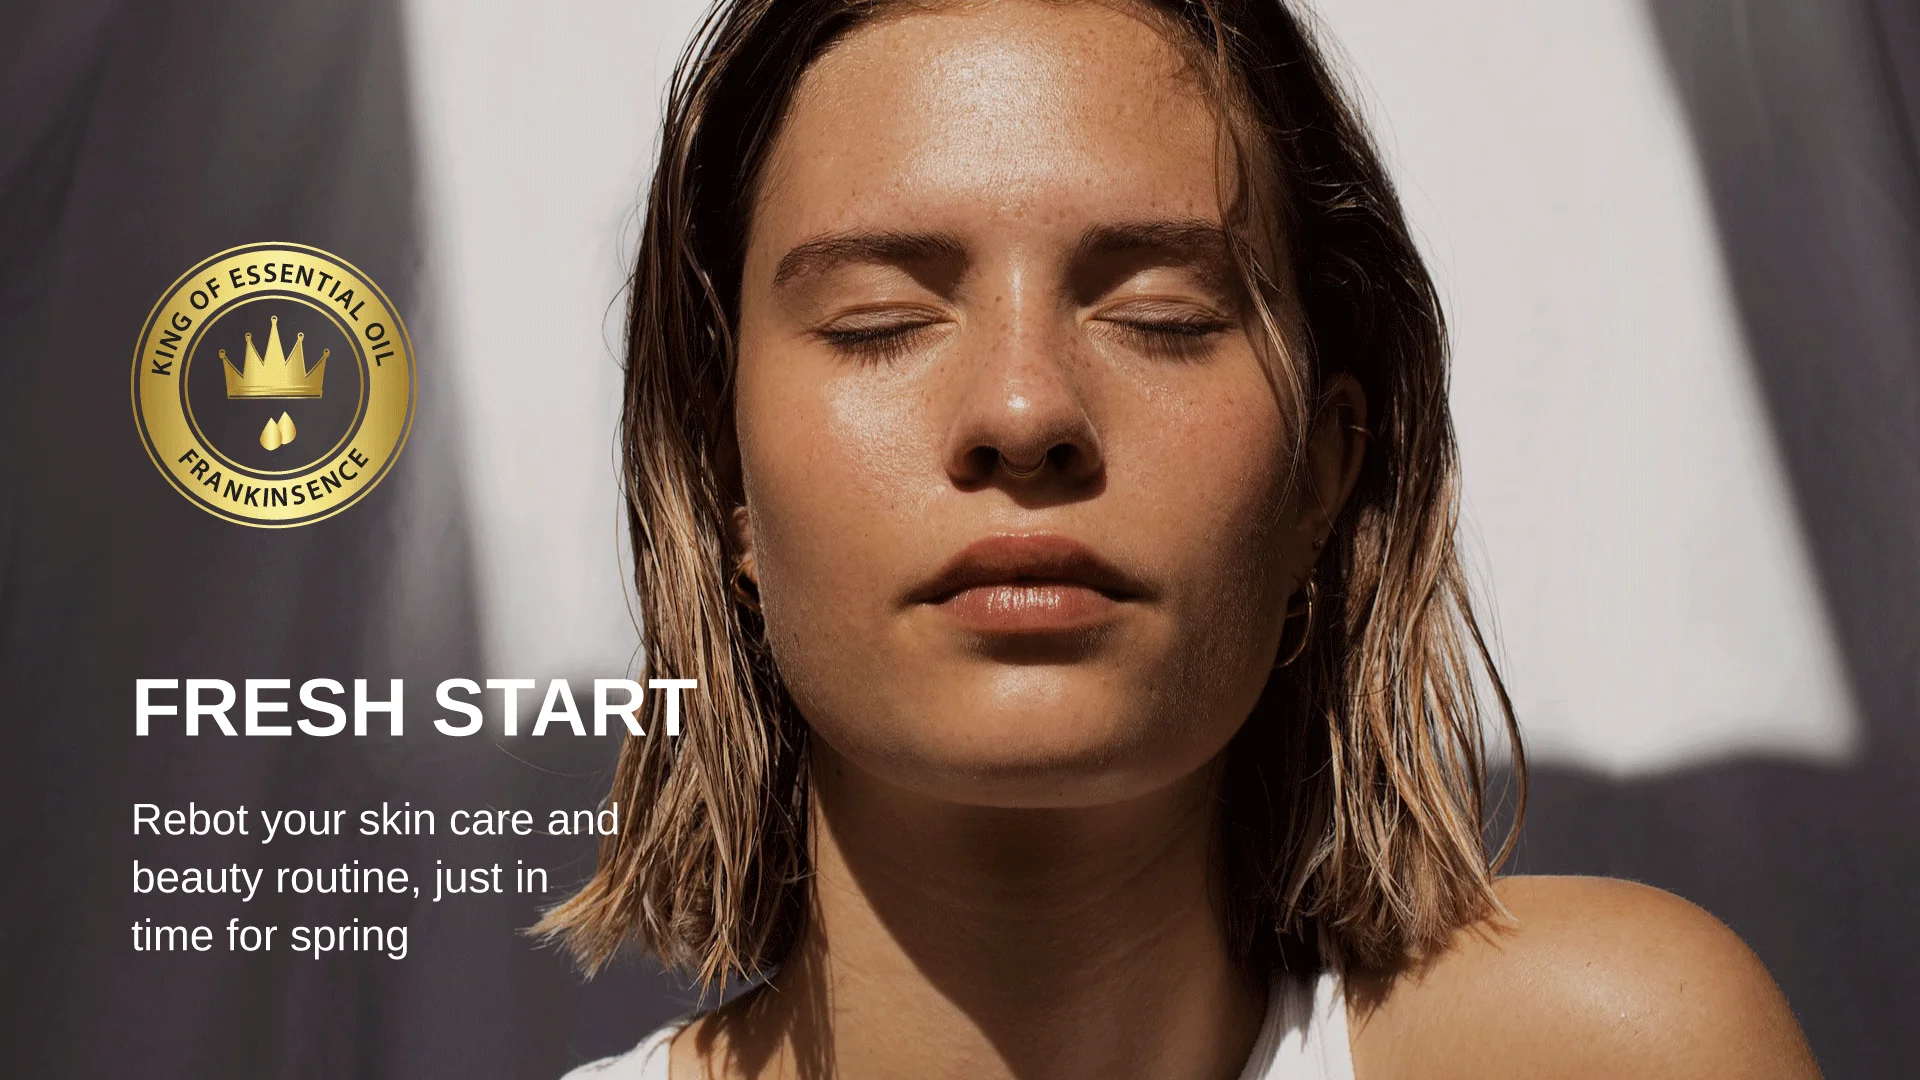 KING OF ESSENTIAL OIL
FRANKINSENCE
FRESH START
Rebot your skin care and
beauty routine, just in
time for spring